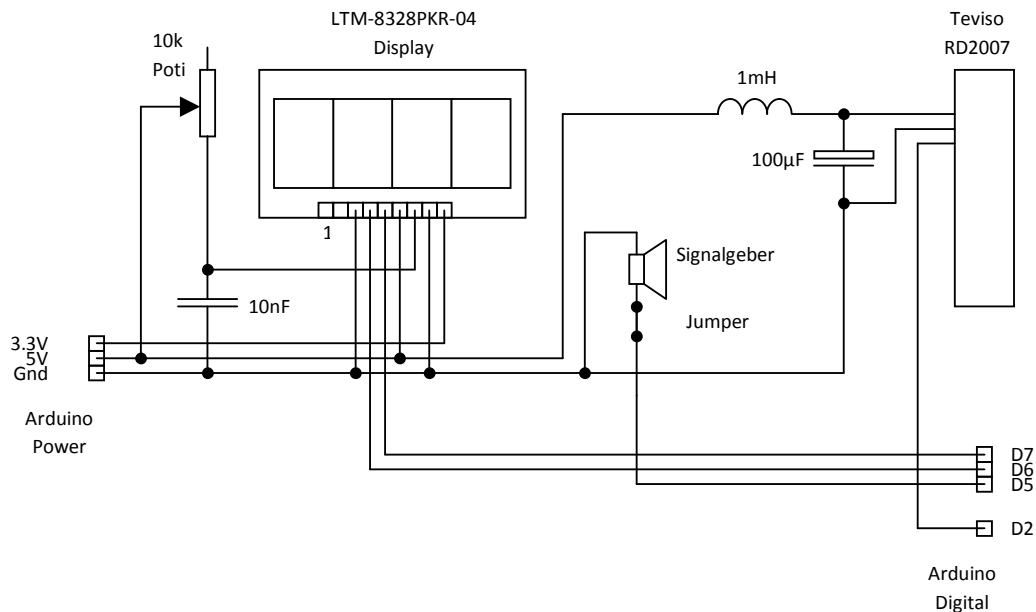 LTM-8328PKR-04
Display
Teviso
RD2007
10k
Poti
1mH
100µF
1
Signalgeber
10nF
Jumper
3.3V
5V
Gnd
Arduino
Power
D7
D6
D5
D2
Arduino
Digital